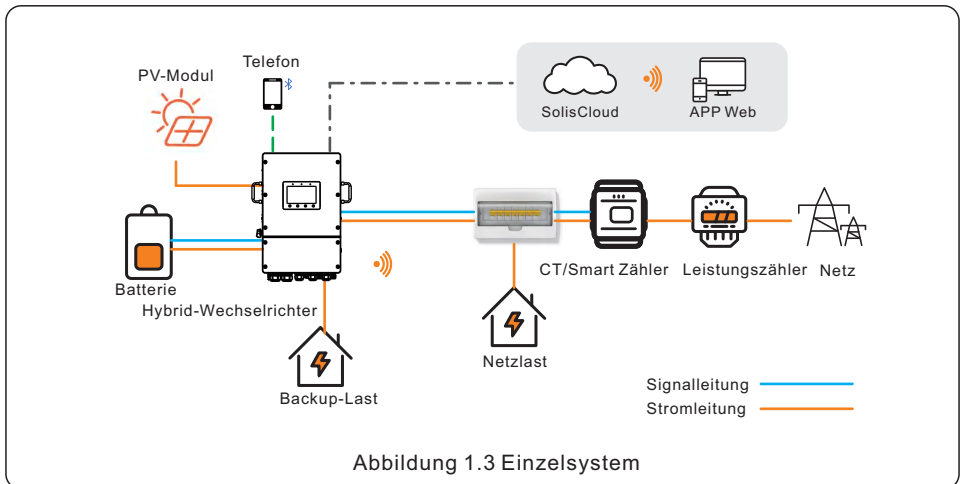 Telefon
PV-Modul
SolisCloud
APP Web
Batterie
Hybrid-Wechselrichter
CT/Smart Zähler
Leistungszähler
Netz
Backup-Last
Netzlast
Signalleitung
Stromleitung
Abbildung 1.3 Einzelsystem